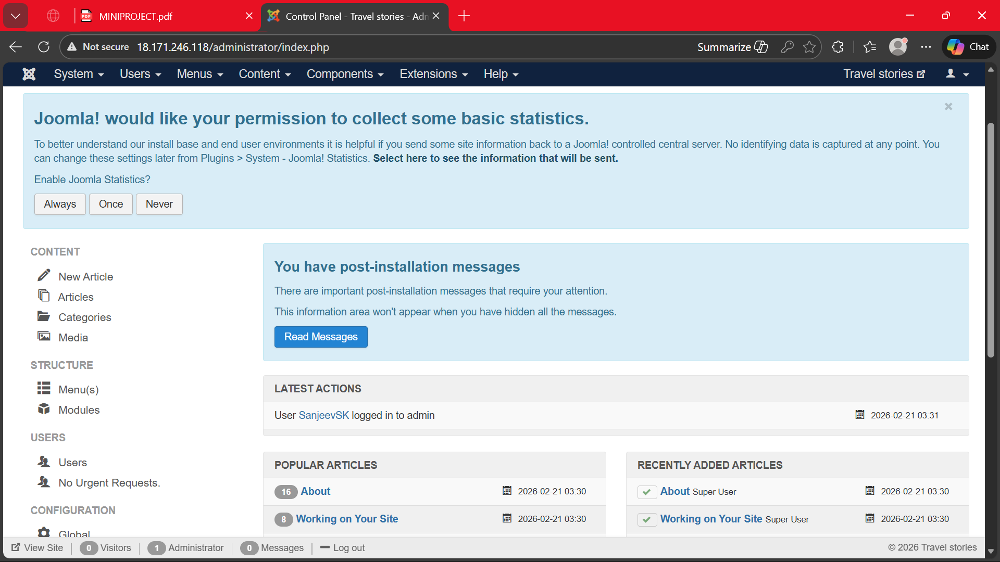 MINIPROJECT.pdf
Control Panel - Travel stories - Adn
Not secure 18.171.246.118/administrator/index.php
Summarize
Chat
System Users Menus Content Components Extensions Help Travel stories
Joomla! would like your permission to collect some basic statistics.
To better understand our install base and end user environments it is helpful if you send some site information back to a Joomla! controlled central server. No identifying data is captured at any point. You
can change these settings later from Plugins > System - Joomla! Statistics. Select here to see the information that will be sent.
Enable Joomla Statistics?
Always Once Never
CONTENT
New Article
Articles
Categories
Media
STRUCTURE
Menu(s)
Modules
USERS
Users
No Urgent Requests.
CONFIGURATION
Global
You have post-installation messages
There are important post-installation messages that require your attention.
This information area won't appear when you have hidden all the messages.
Read Messages
LATEST ACTIONS
User SanjeevSK logged in to admin 2026-02-21 03:31
POPULAR ARTICLES
16 About 2026-02-21 03:30
8 Working on Your Site 2026-02-21 03:30
RECENTLY ADDED ARTICLES
About Super User 2026-02-21 03:30
Working on Your Site Super User 2026-02-21 03:30
View Site 0 Visitors 1 Administrator 0 Messages Log out © 2026 Travel stories